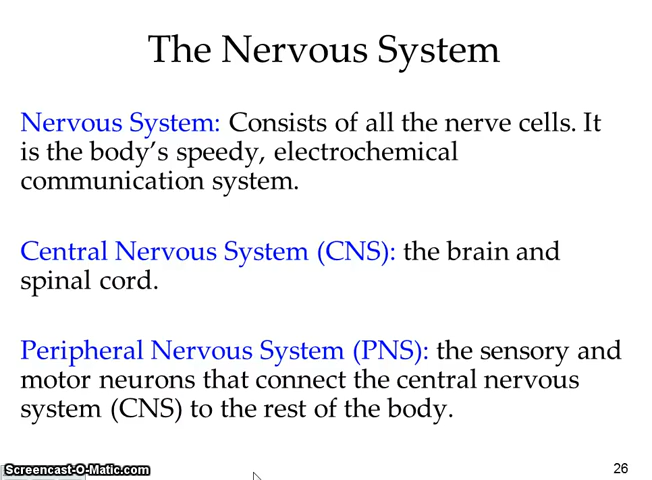 The Nervous System
Nervous System: Consists of all the nerve cells. It
is the body’s speedy, electrochemical
communication system.
Central Nervous System (CNS): the brain and
spinal cord.
Peripheral Nervous System (PNS): the sensory and
motor neurons that connect the central nervous
system (CNS) to the rest of the body.
26
Screencast-O-Matic.com